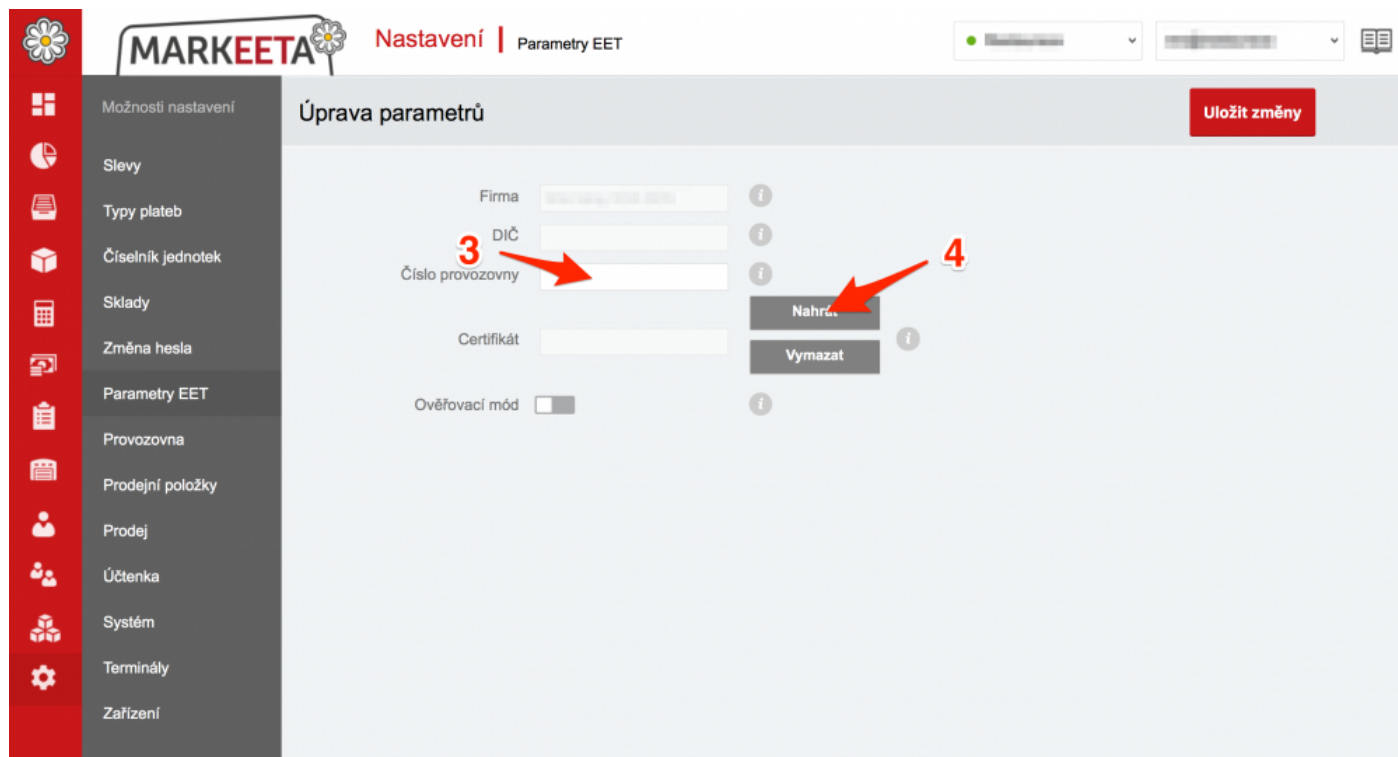 MARKEETA
Nastavení | Parametry EET
Možnosti nastavení
Slevy
Typy plateb
Číselník jednotek
Sklady
Změna hesla
Parametry EET
Provozovna
Prodejní položky
Prodej
Účtenka
Systém
Terminály
Zařízení
Úprava parametrů
Uložit změny
Firma
DIČ
3
Číslo provozovny
4
Nahrát
Certifikát
Vymazat
Ověřovací mód